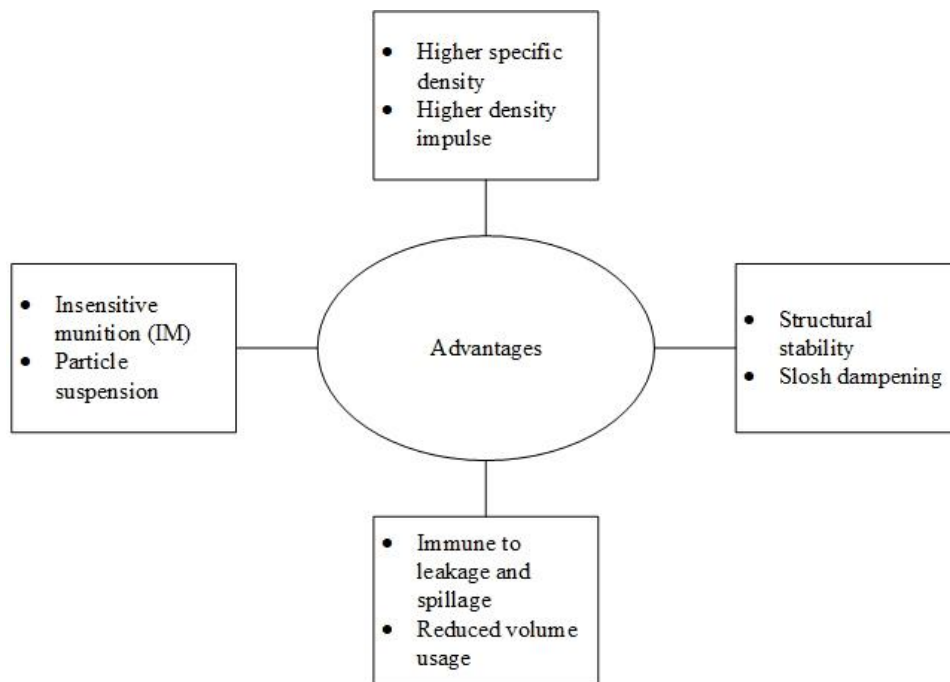 • Higher specific
density
• Higher density
impulse
• Insensitive
munition (IM)
• Particle
suspension
Advantages
• Structural
stability
• Slosh dampening
• Immune to
leakage and
spillage
• Reduced volume
usage